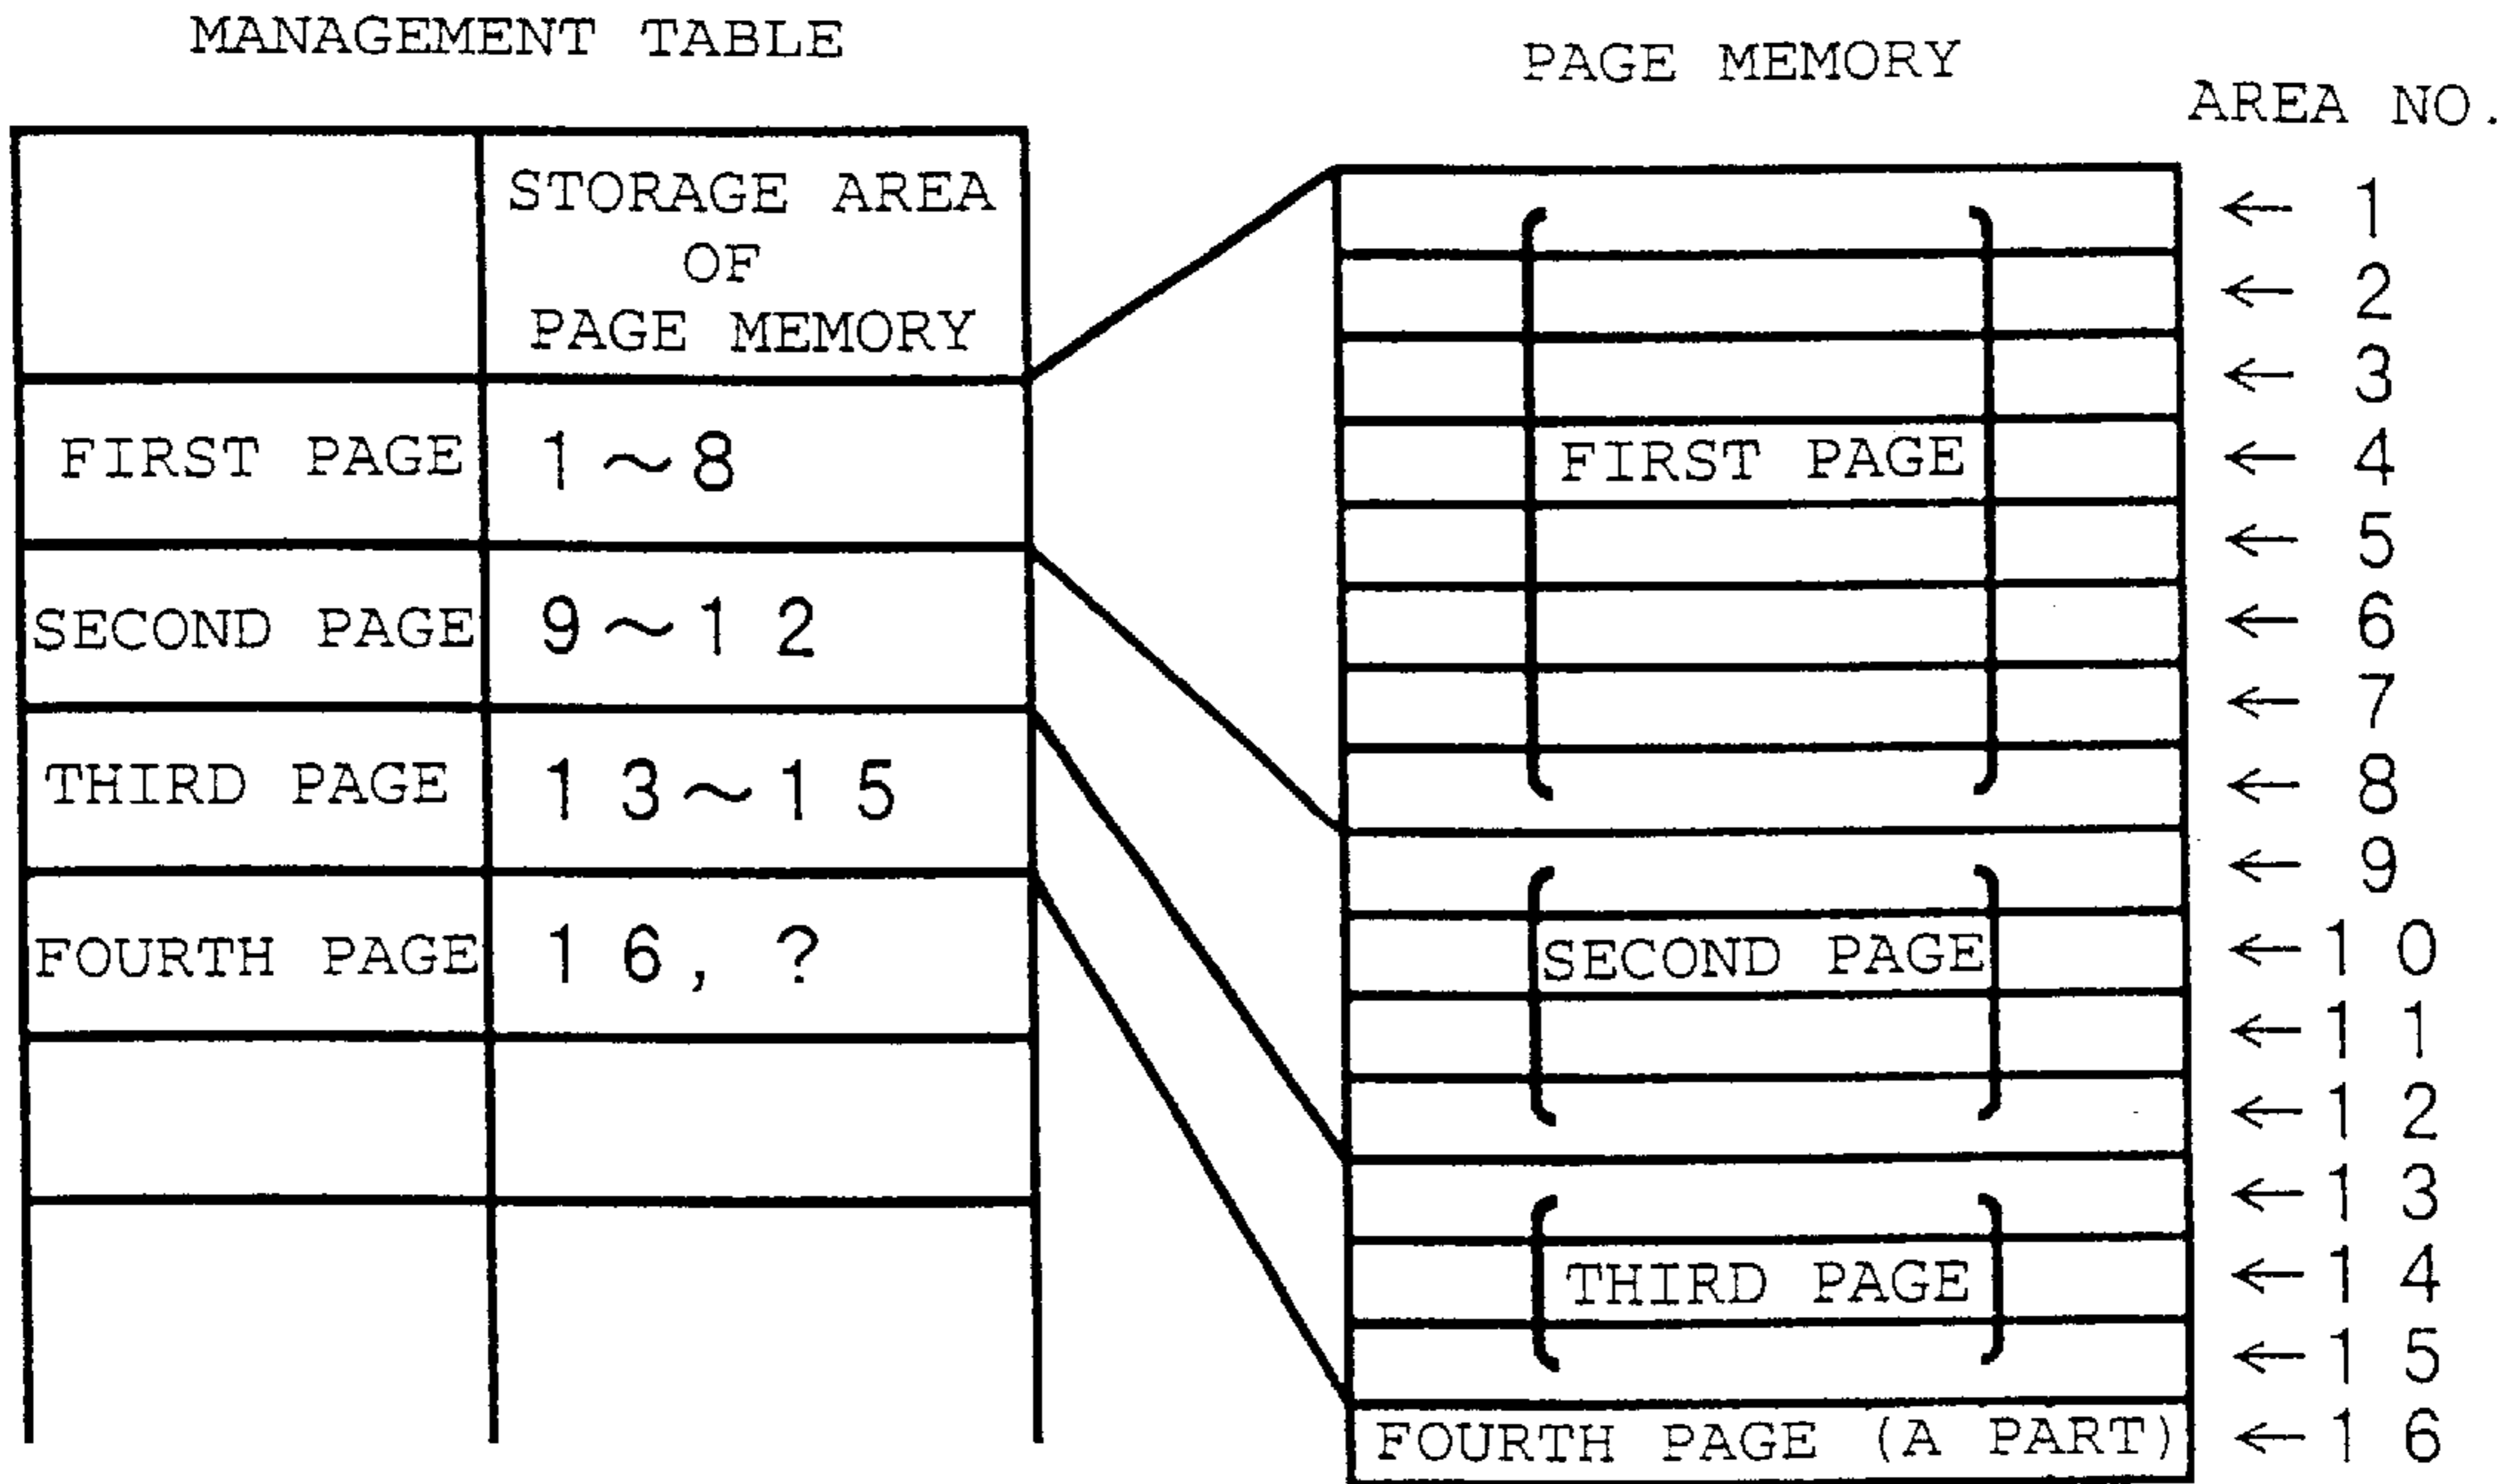 MANAGEMENT TABLE
STORAGE AREA
OF
PAGE MEMORY
FIRST PAGE 1~8
SECOND PAGE 9~12
THIRD PAGE 13~15
FOURTH PAGE 16, ?
PAGE MEMORY
AREA NO.
← 1
← 2
← 3
FIRST PAGE ← 4
← 5
← 6
← 7
← 8
← 9
SECOND PAGE ← 10
← 11
← 12
← 13
THIRD PAGE ← 14
← 15
FOURTH PAGE (A PART) ← 16